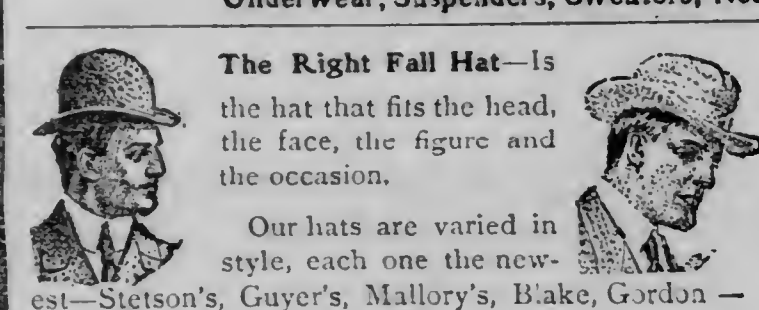 Underwear, Suspenders, Sweaters,
The Right Fall Hat—Is
the hat that fits the head,
the face, the figure and
the occasion.
Our hats are varied in
style, each one the new-
est—Stetson's, Guyer's, Mallory's, Blake, Gordon —